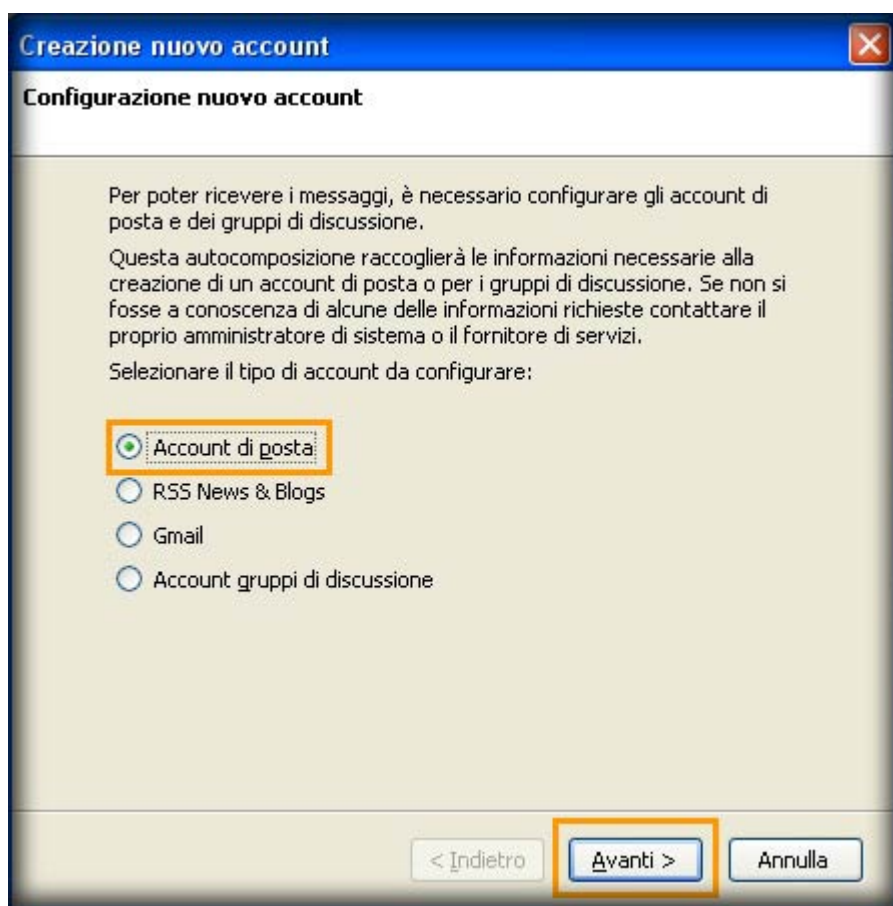 Creazione nuovo account
Configurazione nuovo account
Per poter ricevere i messaggi, è necessario configurare gli account di
posta e dei gruppi di discussione.
Questa autocomposizione raccoglierà le informazioni necessarie alla
creazione di un account di posta o per i gruppi di discussione. Se non si
fosse a conoscenza di alcune delle informazioni richieste contattare il
proprio amministratore di sistema o il fornitore di servizi.
Selezionare il tipo di account da configurare:
Account di posta
RSS News & Blogs
Gmail
Account gruppi di discussione
< Indietro
Avanti >
Annulla